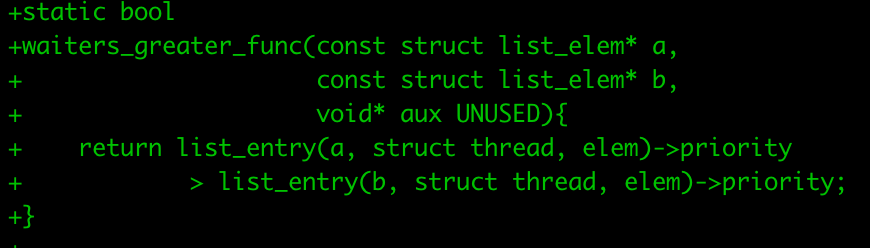 +static bool
+waiters_greater_func(const struct list_elem* a,
+                     const struct list_elem* b,
+                     void* aux UNUSED){
+    return list_entry(a, struct thread, elem)->priority
+            > list_entry(b, struct thread, elem)->priority;
+}
+